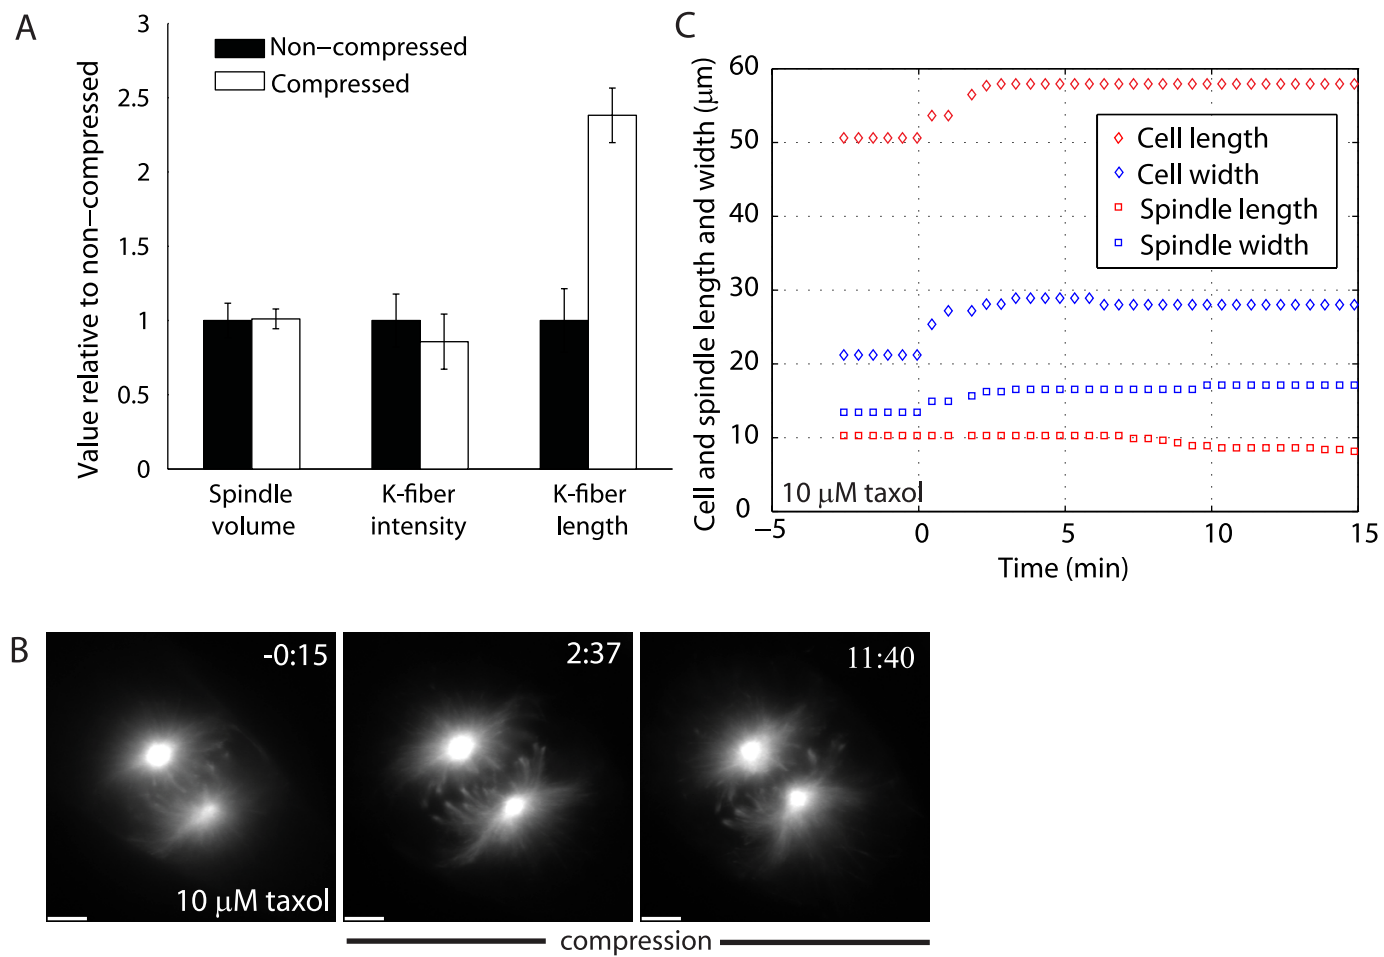 A
3
2.5
2
1.5
1
0.5
0
Value relative to non−compressed
Non−compressed
Compressed
Spindle volume
K-fiber intensity
K-fiber length
C
60
50
40
30
20
10
0
Cell and spindle length and width (μm)
Cell length
Cell width
Spindle length
Spindle width
10 μM taxol
−5
0
5
10
15
Time (min)
B
-0:15
10 μM taxol
2:37
11:40
compression